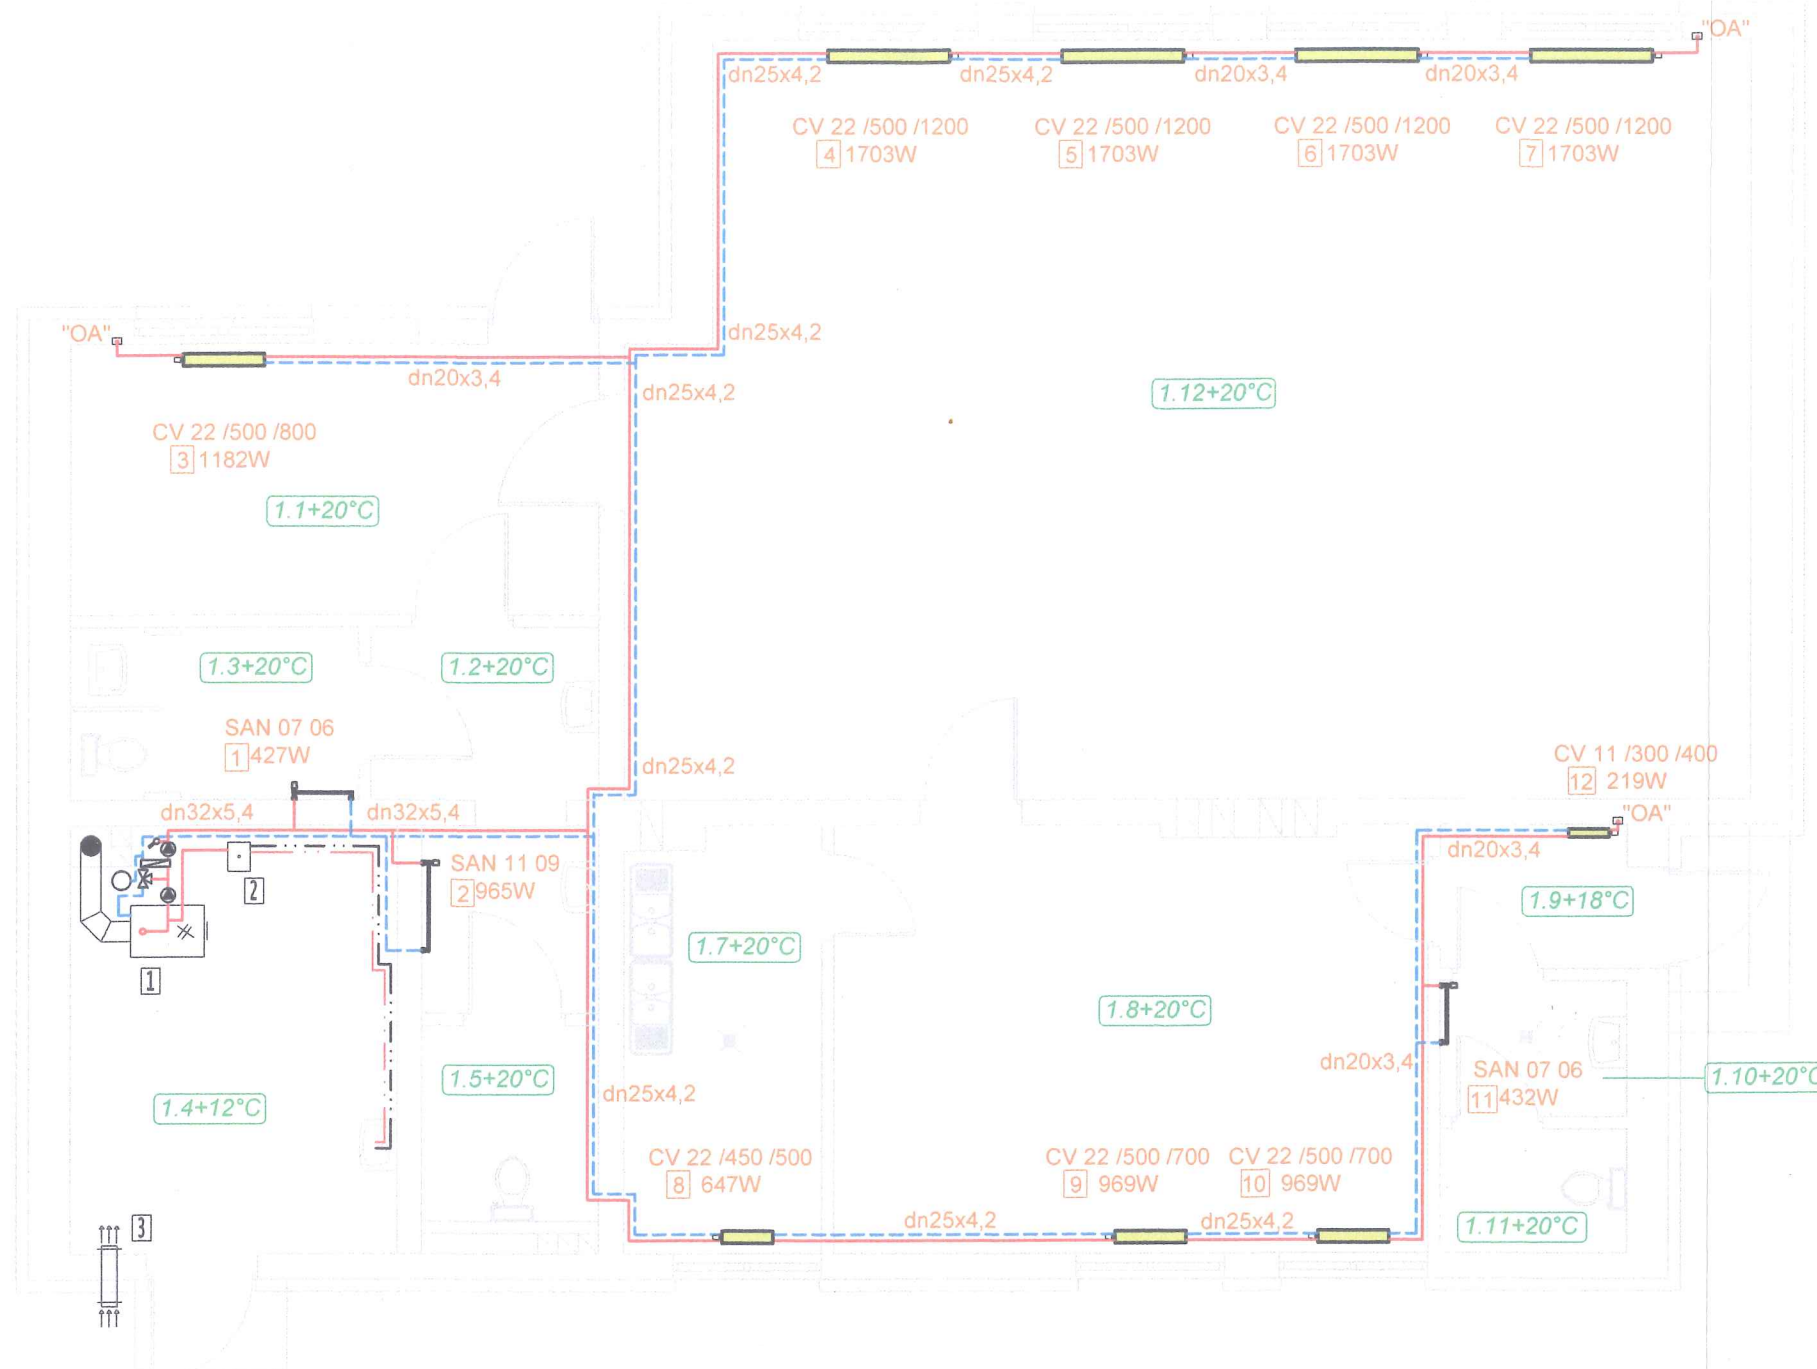 "OA"
dn25x4,2
dn25x4,2
dn20x3,4
dn20x3,4
CV 22 /500 /1200
4 1703W
CV 22 /500 /1200
5 1703W
CV 22 /500 /1200
6 1703W
CV 22 /500 /1200
7 1703W
"OA"
dn20x3,4
dn25x4,2
dn25x4,2
1.12+20°C
CV 22 /500 /800
3 1182W
1.1+20°C
1.3+20°C
1.2+20°C
SAN 07 06
1 427W
dn25x4,2
CV 11 /300 /400
12 219W
"OA"
dn32x5,4
dn32x5,4
dn20x3,4
SAN 11 09
2 965W
2
1
1.7+20°C
1.9+18°C
1.8+20°C
dn20x3,4
SAN 07 06
11 432W
1.10+20°C
1.4+12°C
1.5+20°C
dn25x4,2
CV 22 /450 /500
8 647W
CV 22 /500 /700
9 969W
CV 22 /500 /700
10 969W
dn25x4,2
dn25x4,2
1.11+20°C
3